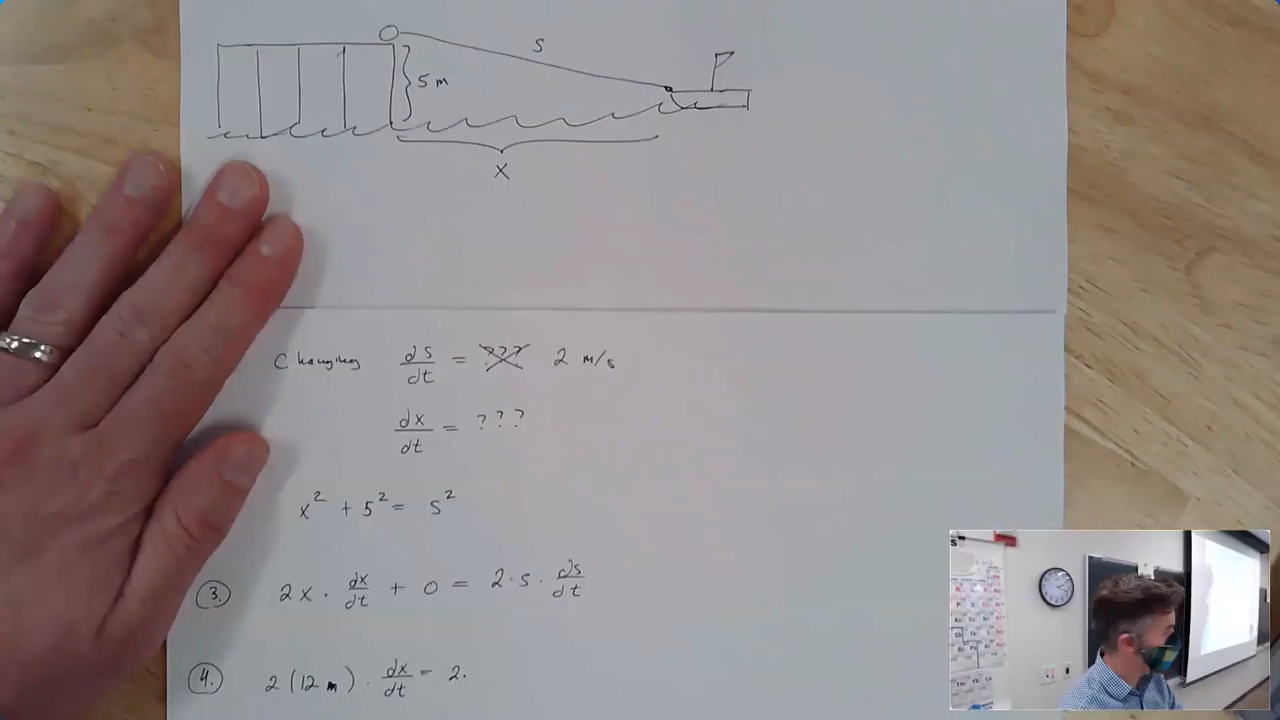 s
5 m
x
Changing ds/dt = ??? 2 m/s
dx/dt = ???
x² + 5² = s²
3. 2x · dx/dt + 0 = 2 · s · ds/dt
4. 2(12 m) · dx/dt = 2.